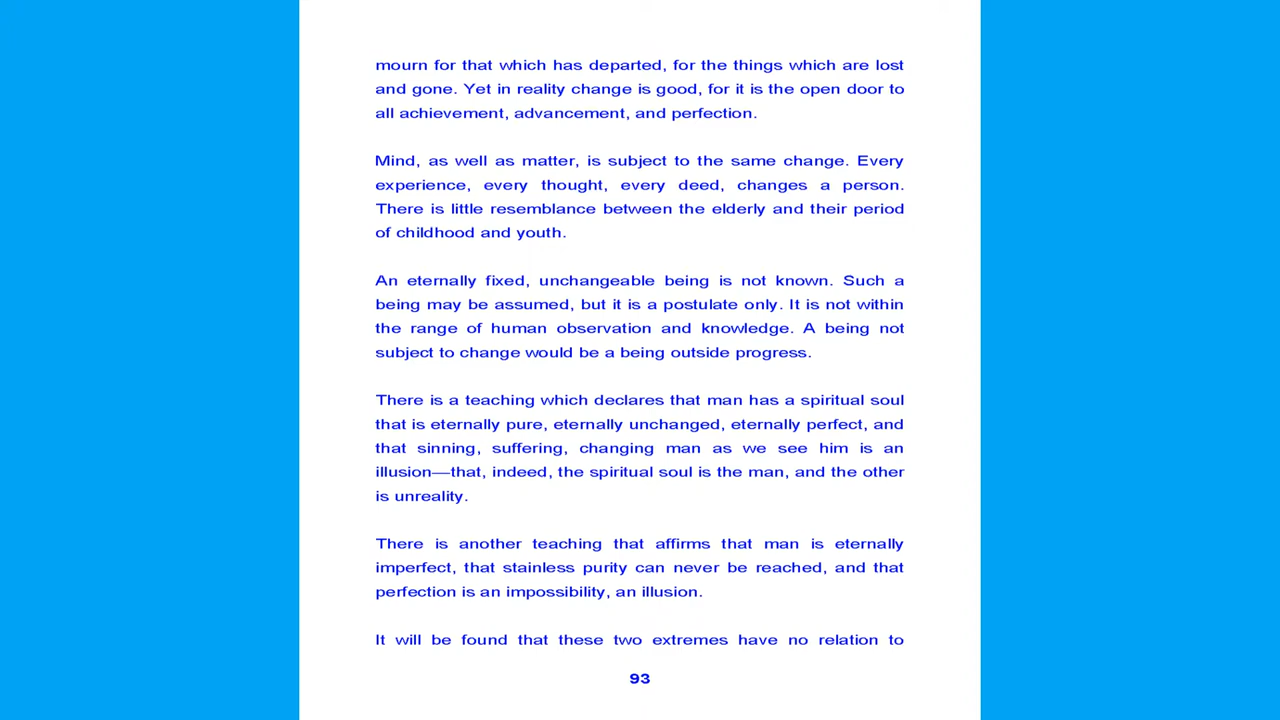 mourn for that which has departed, for the things which are lost
and gone. Yet in reality change is good, for it is the open door to
all achievement, advancement, and perfection.
Mind, as well as matter, is subject to the same change. Every
experience, every thought, every deed, changes a person.
There is little resemblance between the elderly and their period
of childhood and youth.
An eternally fixed, unchangeable being is not known. Such a
being may be assumed, but it is a postulate only. It is not within
the range of human observation and knowledge. A being not
subject to change would be a being outside progress.
There is a teaching which declares that man has a spiritual soul
that is eternally pure, eternally unchanged, eternally perfect, and
that sinning, suffering, changing man as we see him is an
illusion—that, indeed, the spiritual soul is the man, and the other
is unreality.
There is another teaching that affirms that man is eternally
imperfect, that stainless purity can never be reached, and that
perfection is an impossibility, an illusion.
It will be found that these two extremes have no relation to
93